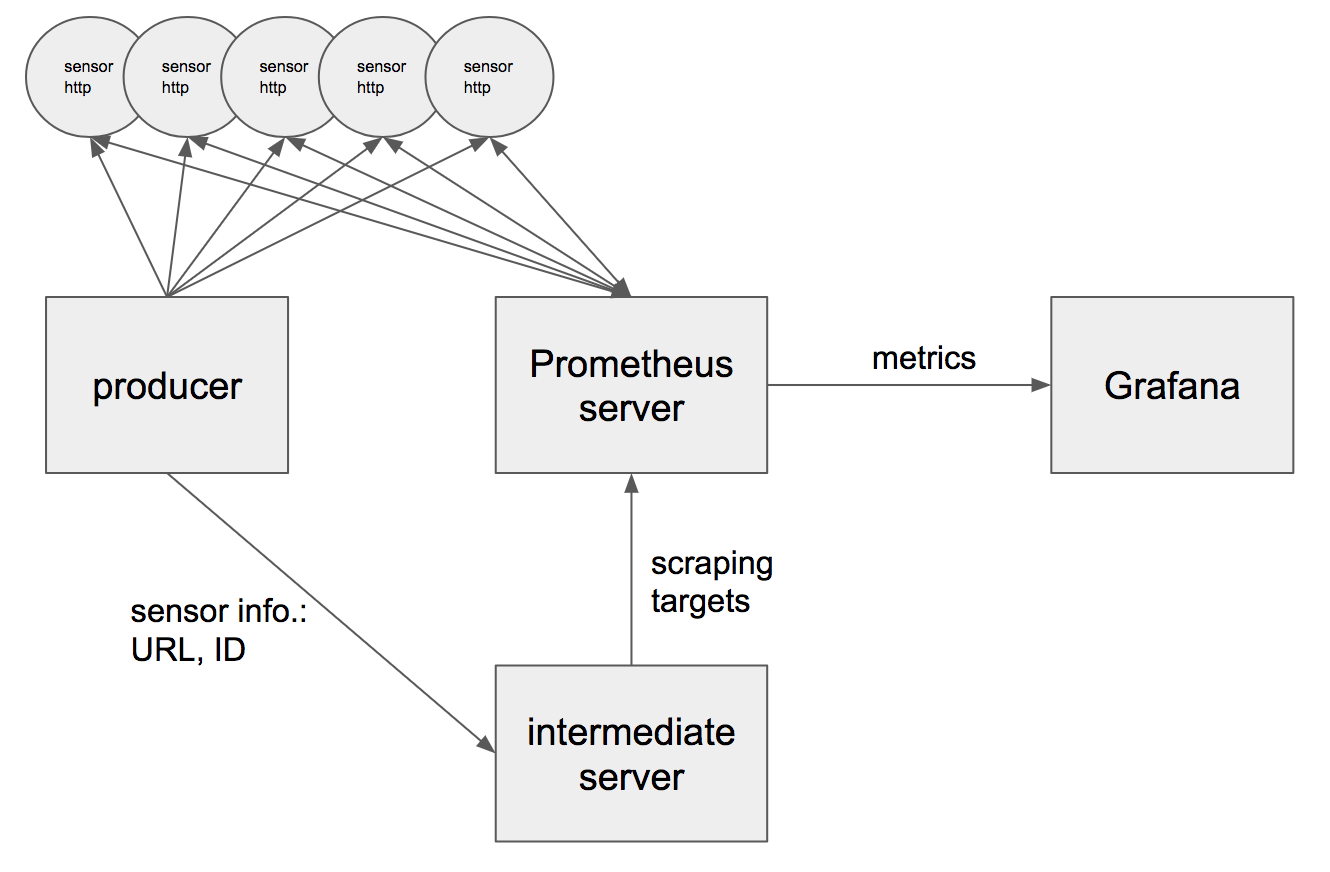 sensor
http
sensor
http
sensor
http
sensor
http
sensor
http
producer
Prometheus
server
metrics
Grafana
scraping
targets
sensor info.:
URL, ID
intermediate
server